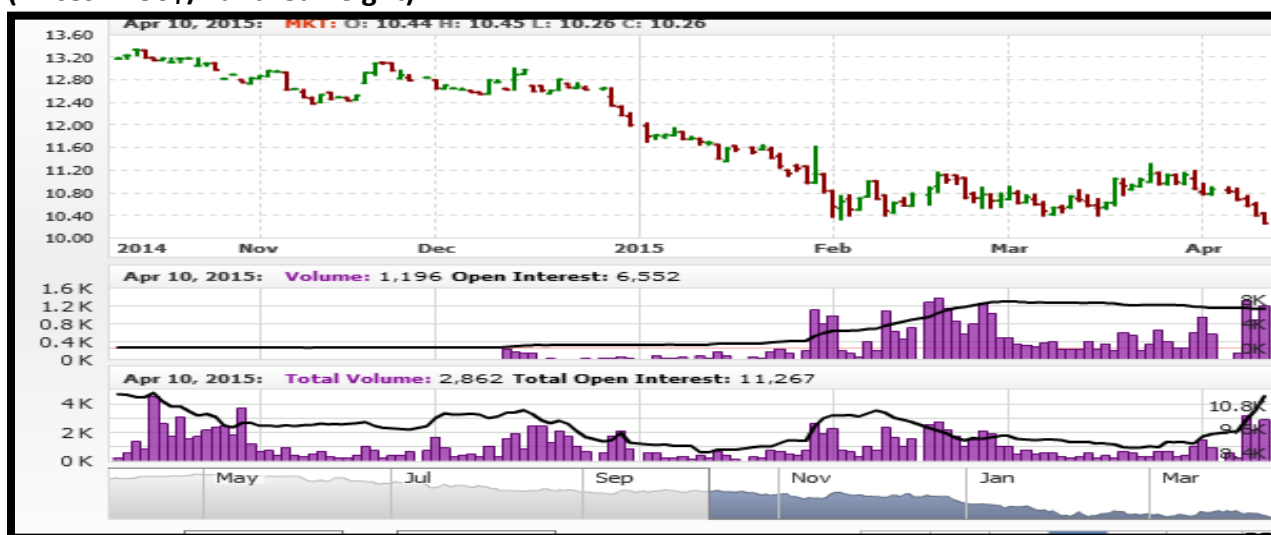 Apr 10, 2015: MKT: O: 10.44 H: 10.45 L: 10.26 C: 10.26
13.60
13.20
12.80
12.40
12.00
11.60
11.20
10.80
10.40
10.00
2014 Nov Dec 2015 Feb Mar Apr
Apr 10, 2015: Volume: 1,196 Open Interest: 6,552
1.6 K
1.2 K
0.8 K
0.4 K
0 K
8K
4K
0K
Apr 10, 2015: Total Volume: 2,862 Total Open Interest: 11,267
4 K
2 K
0 K
10.8K
May Jul Sep Nov Jan Mar